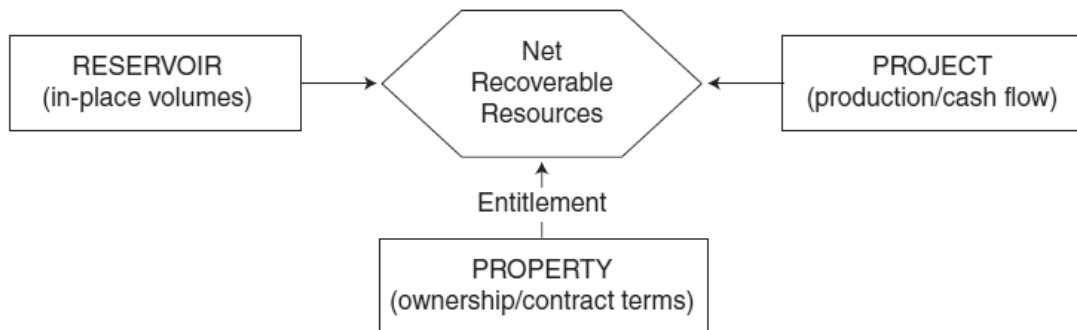 RESERVOIR
(in-place volumes)
Net
Recoverable
Resources
PROJECT
(production/cash flow)
Entitlement
PROPERTY
(ownership/contract terms)